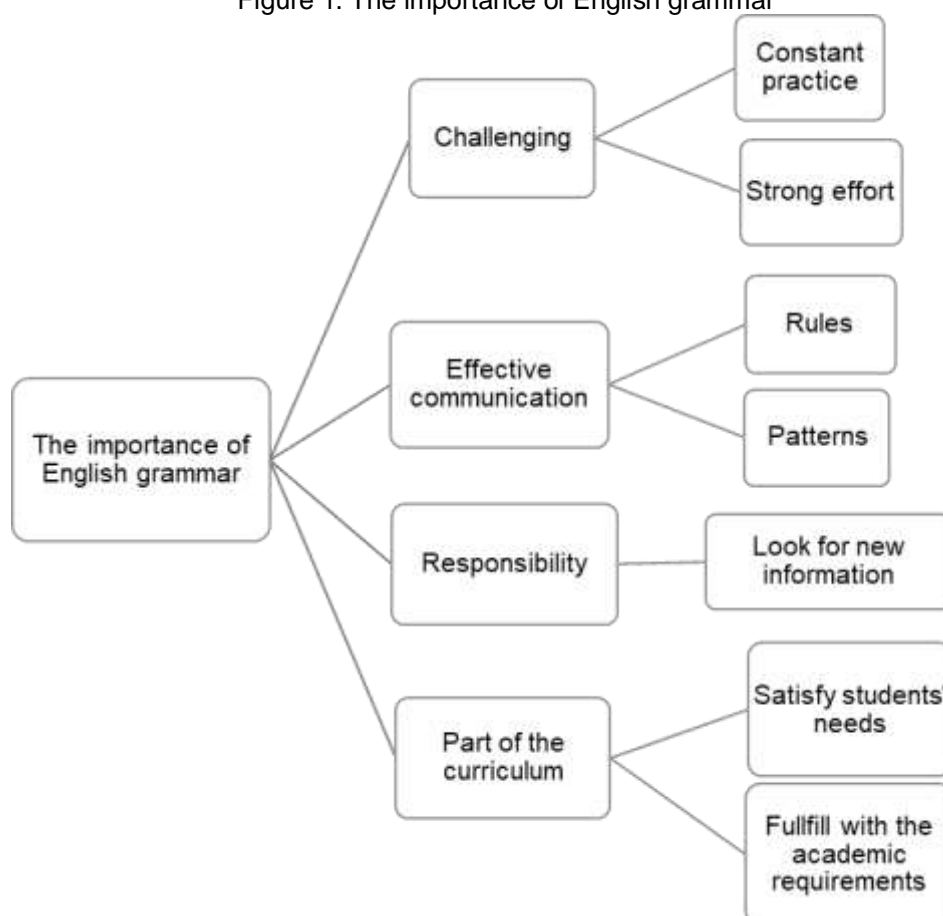 Figure 1. The importance of English grammar
Constant
practice
Challenging
Strong effort
Rules
Effective
communication
Patterns
The importance of
English grammar
Look for new
information
Responsibility
Satisfy students'
needs
Part of the
curriculum
Fullfill with the
academic
requirements